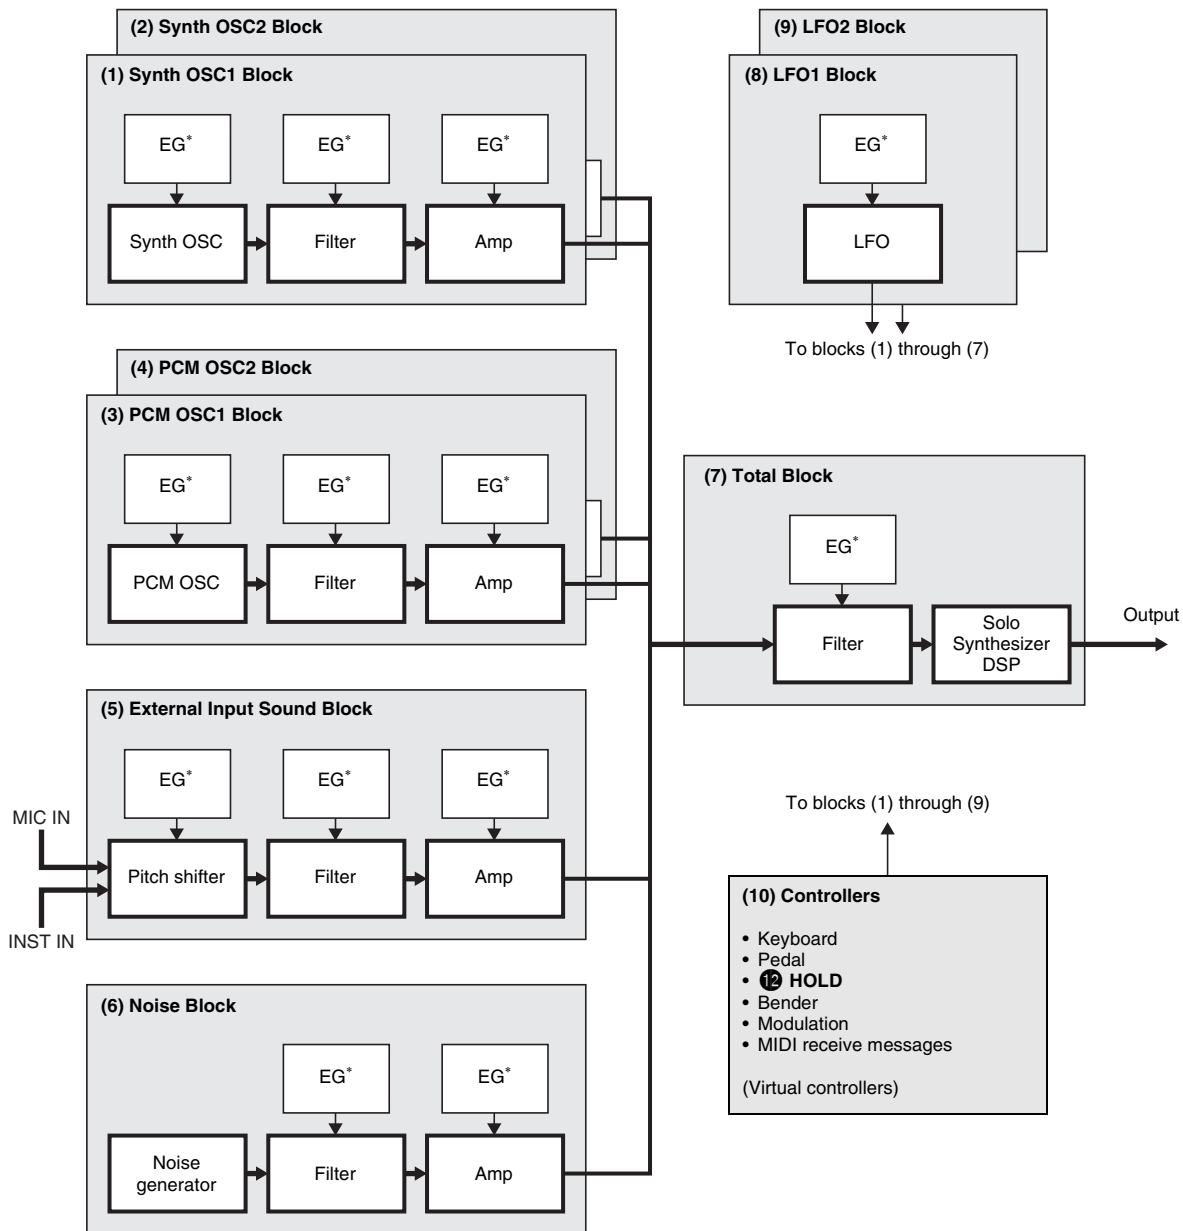 (2) Synth OSC2 Block
(1) Synth OSC1 Block
EG*
EG*
EG*
Synth OSC
Filter
Amp
(9) LFO2 Block
(8) LFO1 Block
EG*
LFO
To blocks (1) through (7)
(4) PCM OSC2 Block
(3) PCM OSC1 Block
EG*
EG*
EG*
PCM OSC
Filter
Amp
(7) Total Block
EG*
Filter
Solo
Synthesizer
DSP
Output
(5) External Input Sound Block
EG*
EG*
EG*
MIC IN
INST IN
Pitch shifter
Filter
Amp
To blocks (1) through (9)
(10) Controllers
• Keyboard
• Pedal
• ⓬ HOLD
• Bender
• Modulation
• MIDI receive messages
(Virtual controllers)
(6) Noise Block
EG*
EG*
Noise
generator
Filter
Amp